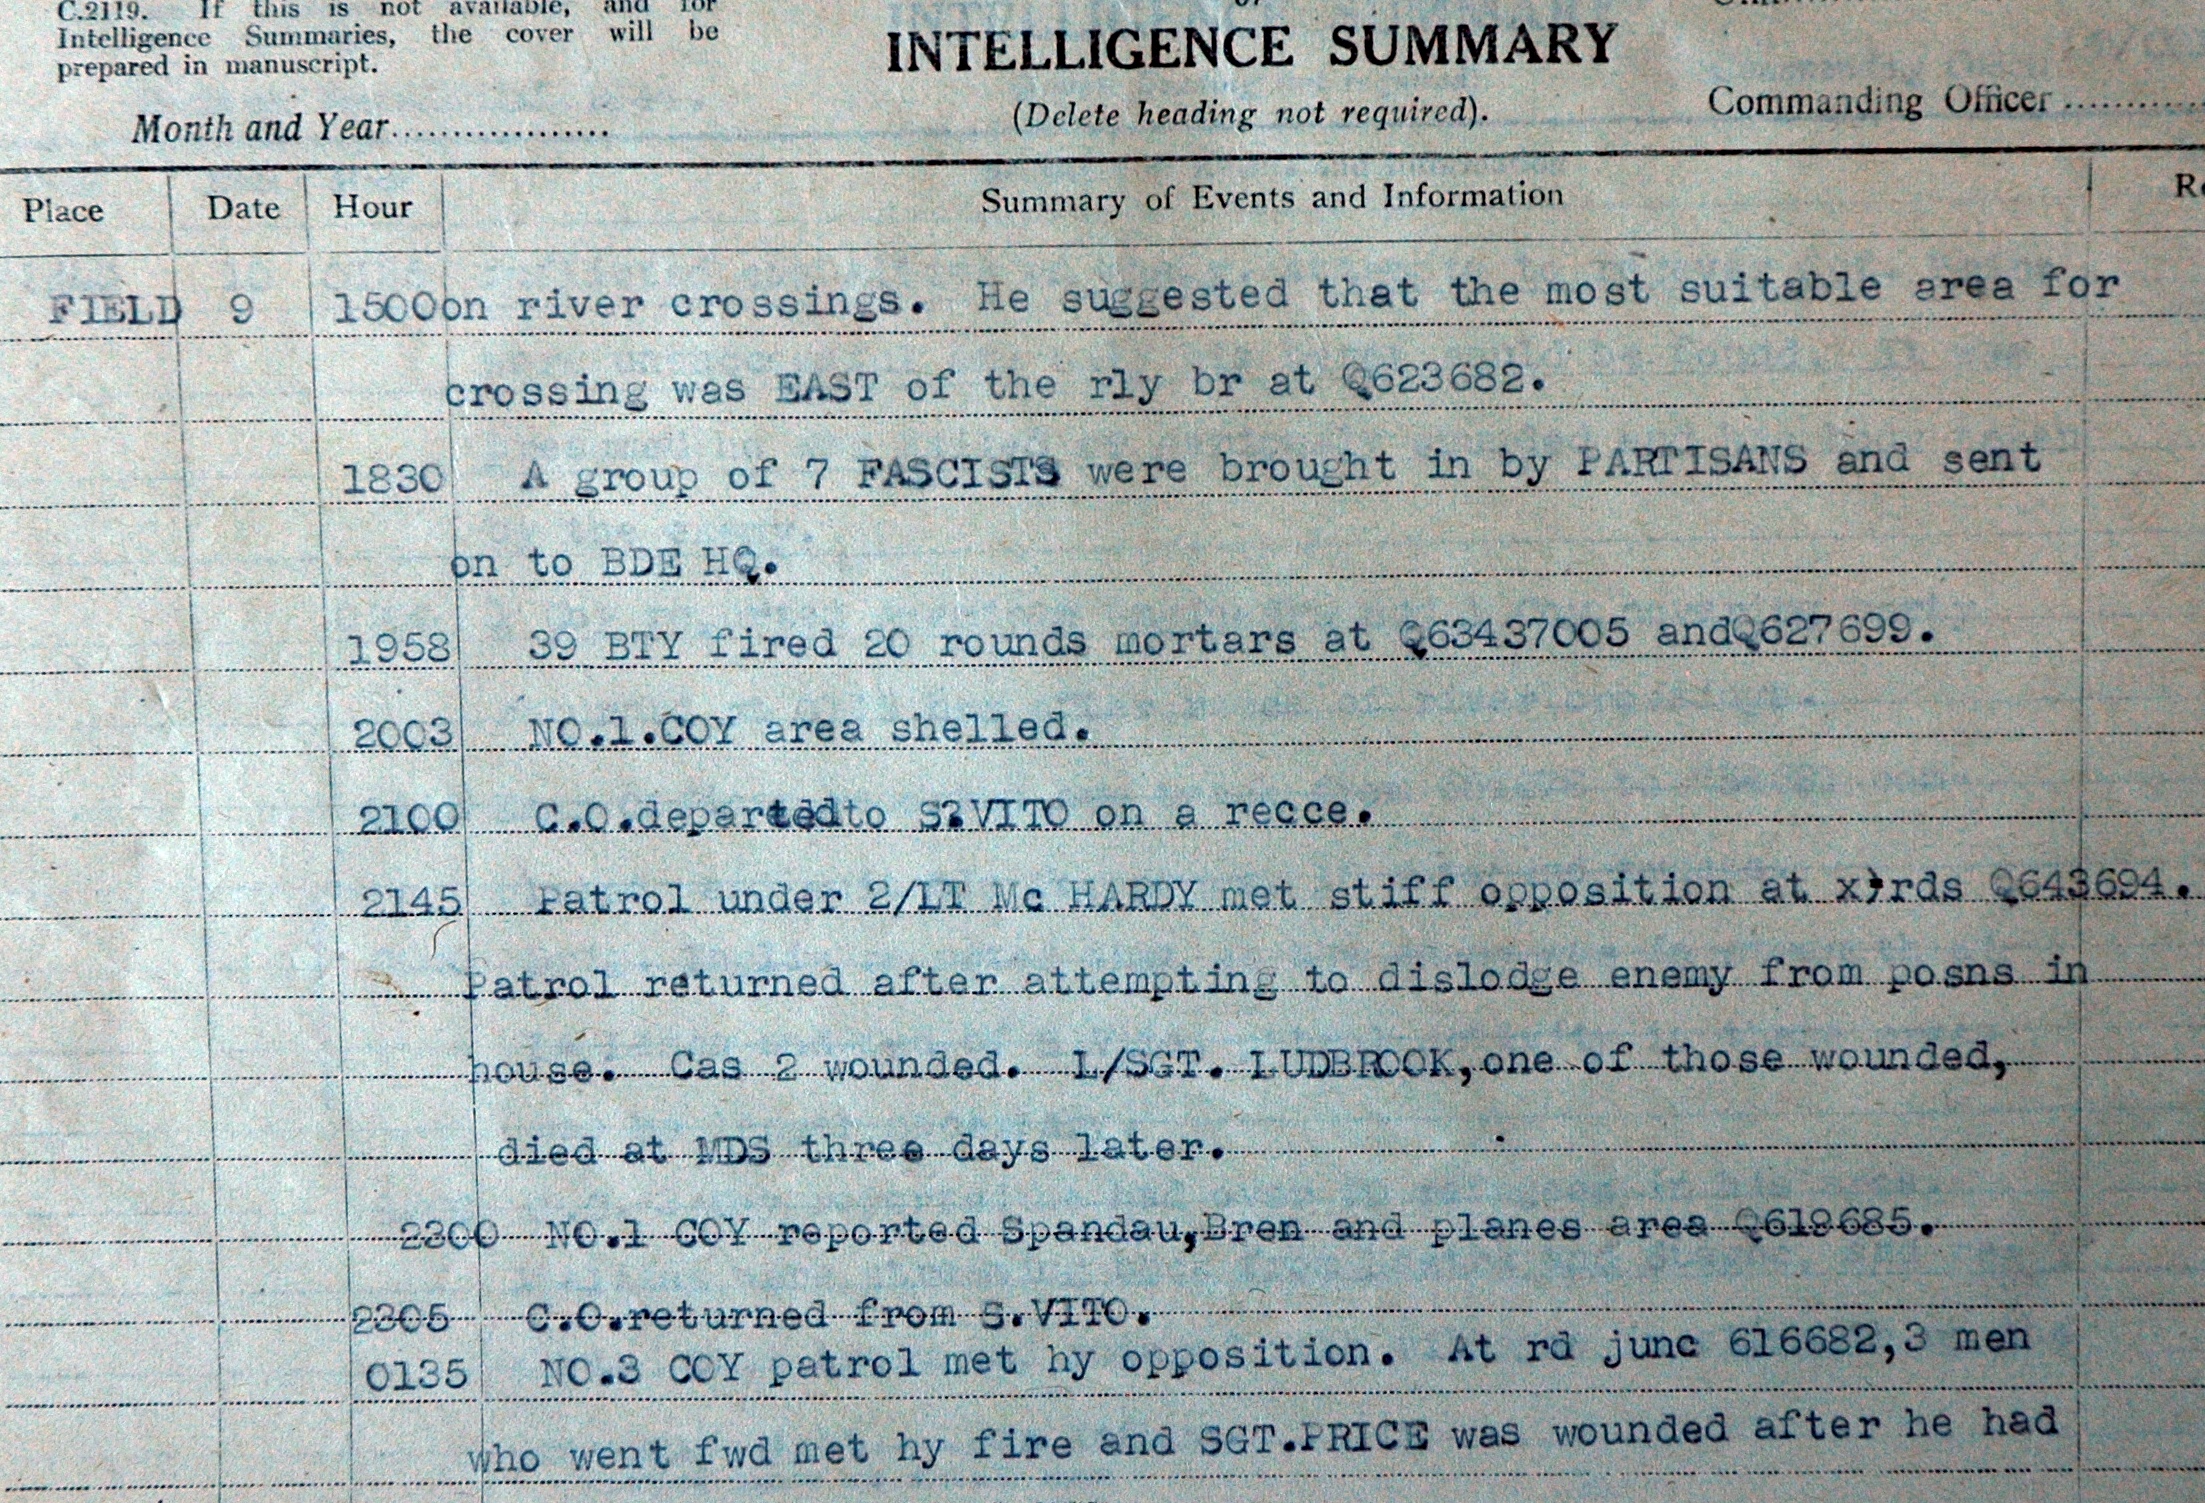 C.2119. If this is not available, and for
Intelligence Summaries, the cover will be
prepared in manuscript.
INTELLIGENCE SUMMARY
(Delete heading not required).
Month and Year..................
Commanding Officer ............
Place Date Hour Summary of Events and Information
FIELD 9 1500 on river crossings. He suggested that the most suitable area for
crossing was EAST of the rly br at Q623682.
1830 A group of 7 FASCISTS were brought in by PARTISANS and sent
on to BDE HQ.
1958 39 BTY fired 20 rounds mortars at Q63437005 andQ627699.
2003 NO.1.COY area shelled.
2100 C.O.departedto S.VITO on a recce.
2145 Patrol under 2/LT Mc HARDY met stiff opposition at x rds Q643694.
Patrol returned after attempting to dislodge enemy from posns in
house. Cas 2 wounded. L/SGT. LUDBROOK,one of those wounded,
died at MDS three days later.
2300 NO.1 COY reported Spandau,Bren and planes area Q619685.
2305 C.O.returned from S.VITO.
0135 NO.3 COY patrol met hy opposition. At rd junc 616682,3 men
who went fwd met hy fire and SGT.PRICE was wounded after he had